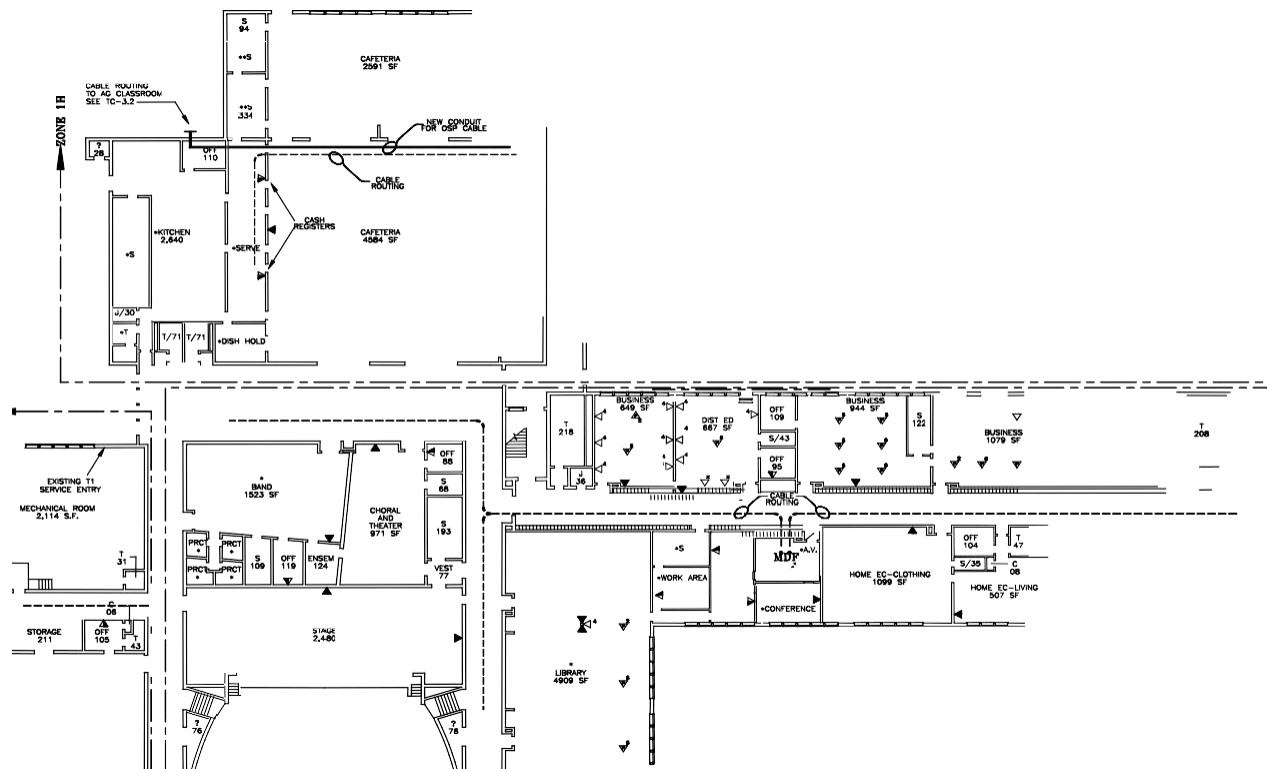 S
94
**S
CAFETERIA
2591 SF
CABLE ROUTING
TO AG CLASSROOM
SEE TC-3.2
**S
334
NEW CONDUIT
FOR OSP CABLE
ZONE 1H
?
28
OFF
110
CABLE
ROUTING
CASH
REGISTERS
*KITCHEN
2,640
CAFETERIA
4584 SF
*SERVE
*S
J/30
*T
T/71
T/71
*DISH HOLD
BUSINESS
649 SF
DIST ED
667 SF
OFF
109
BUSINESS
944 SF
S
122
T
218
S/43
BUSINESS
1079 SF
T
208
OFF
95
J
36
EXISTING T1
SERVICE ENTRY
MECHANICAL ROOM
2,114 S.F.
BAND
1523 SF
OFF
88
S
68
CHORAL
AND
THEATER
971 SF
S
193
CABLE
ROUTING
PRCT
PRCT
PRCT
PRCT
S
109
OFF
119
ENSEM
124
VEST
77
T
31
*S
*WORK AREA
MDF
*A.V.
*CONFERENCE
HOME EC-CLOTHING
1099 SF
OFF
104
T
47
S/35
C
08
HOME EC-LIVING
507 SF
C
08
STORAGE
211
OFF
105
T
43
STAGE
2,480
4
LIBRARY
4909 SF
?
76
?
78